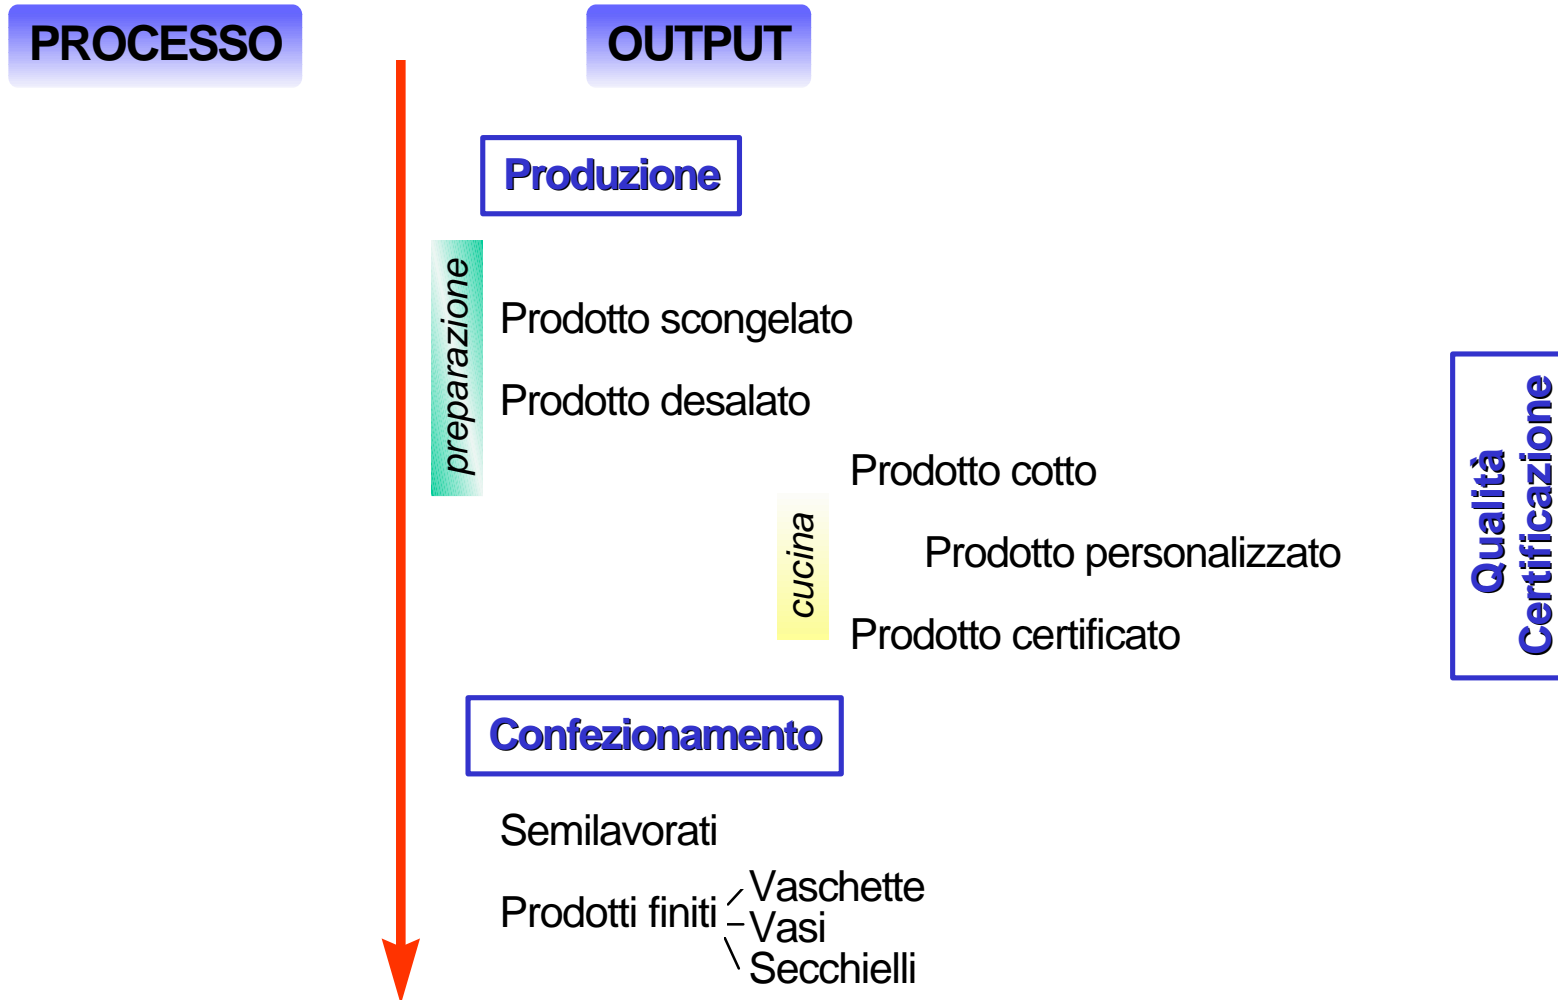 PROCESSO
OUTPUT
Produzione
preparazione
Prodotto scongelato
Prodotto desalato
cucina
Prodotto cotto
Prodotto personalizzato
Prodotto certificato
Qualità
Certificazione
Confezionamento
Semilavorati
Prodotti finiti
Vaschette
Vasi
Secchielli